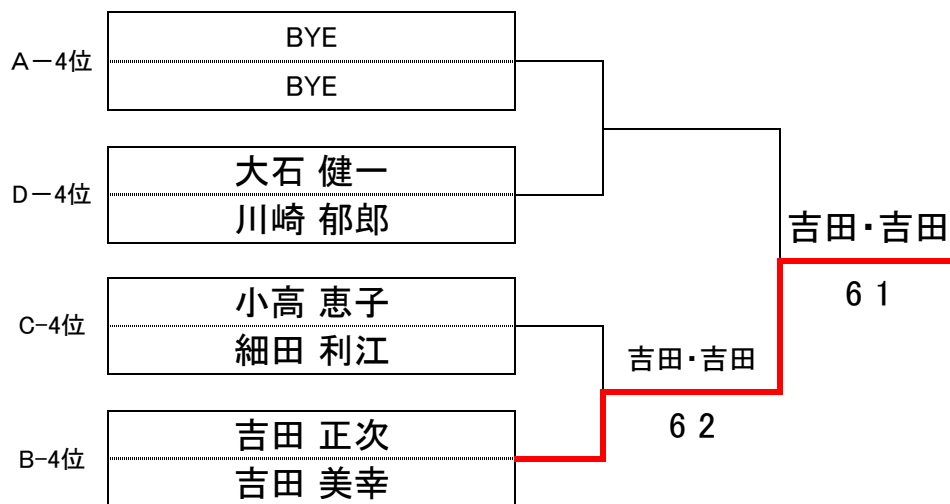 A－4位
BYE
BYE
D－4位
大石 健一
川崎 郁郎
吉田・吉田
6 1
C-4位
小高 恵子
細田 利江
吉田・吉田
6 2
B-4位
吉田 正次
吉田 美幸